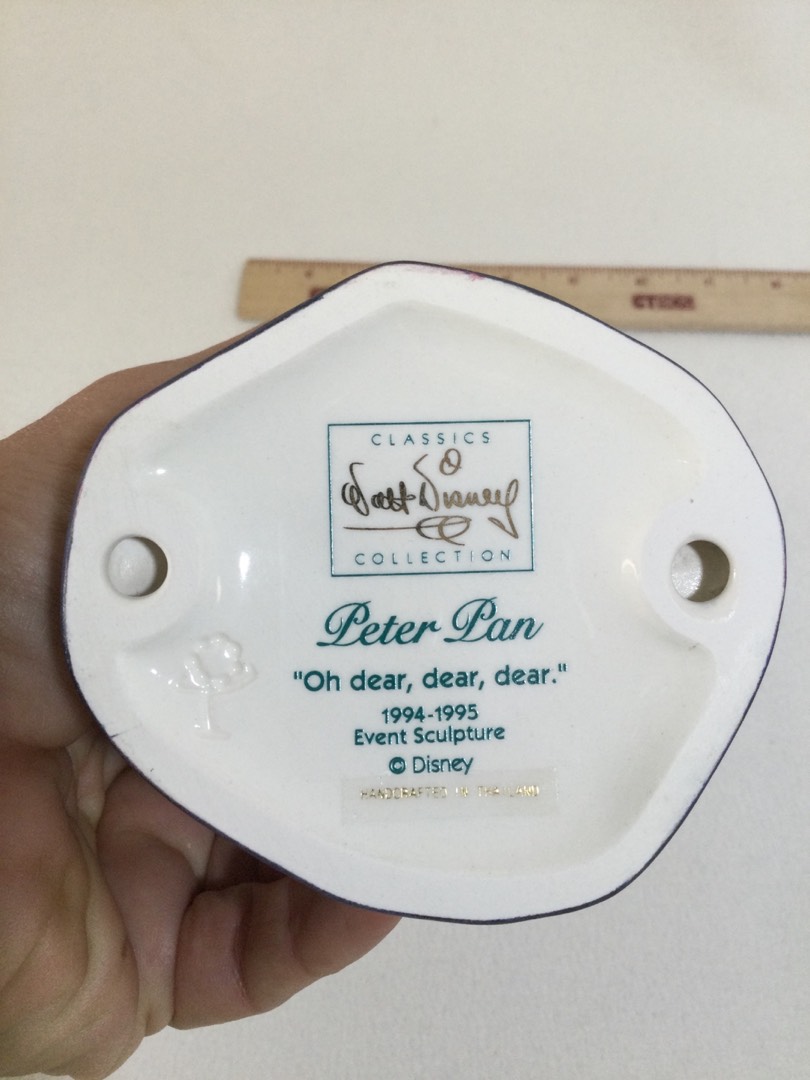 CLASSICS
Walt Disney
COLLECTION
Peter Pan
"Oh dear, dear, dear."
1994-1995
Event Sculpture
© Disney
HANDCRAFTED IN THAILAND